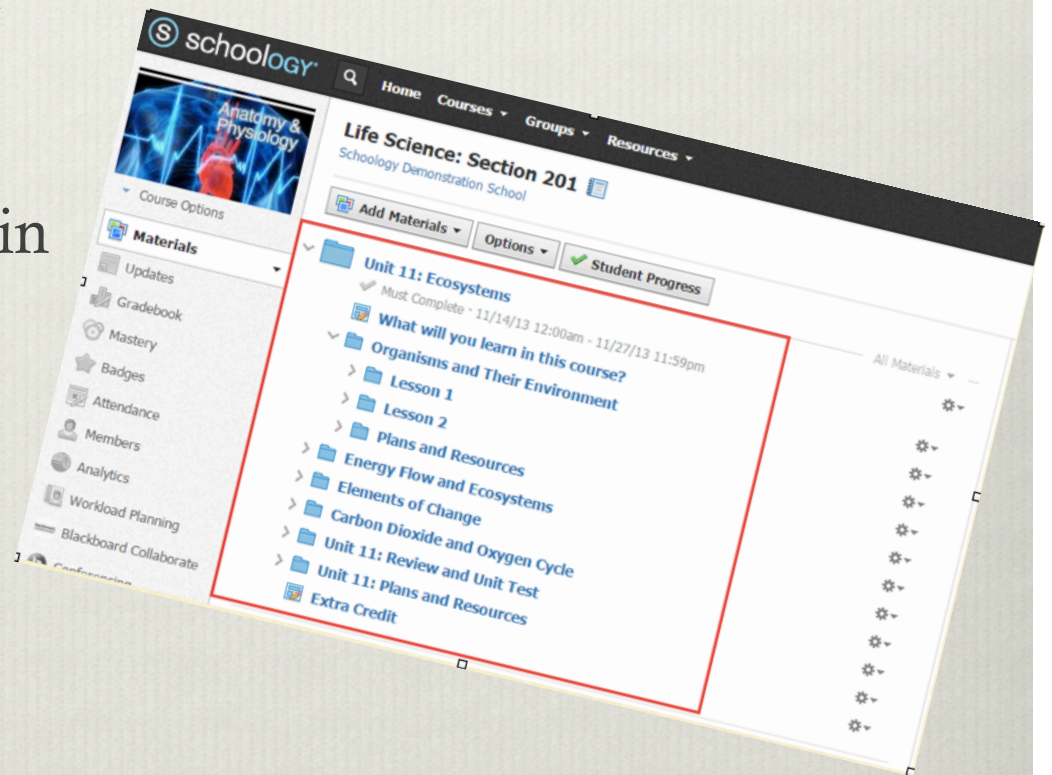 in
S schoology
Home Courses Groups Resources
Anatomy &
Physiology
Course Options
Materials
Updates
Gradebook
Mastery
Badges
Attendance
Members
Analytics
Workload Planning
Blackboard Collaborate
Conferencing
Life Science: Section 201
Schoology Demonstration School
Add Materials Options Student Progress
All Materials
Unit 11: Ecosystems
Must Complete · 11/14/13 12:00am - 11/27/13 11:59pm
What will you learn in this course?
Organisms and Their Environment
Lesson 1
Lesson 2
Plans and Resources
Energy Flow and Ecosystems
Elements of Change
Carbon Dioxide and Oxygen Cycle
Unit 11: Review and Unit Test
Unit 11: Plans and Resources
Extra Credit